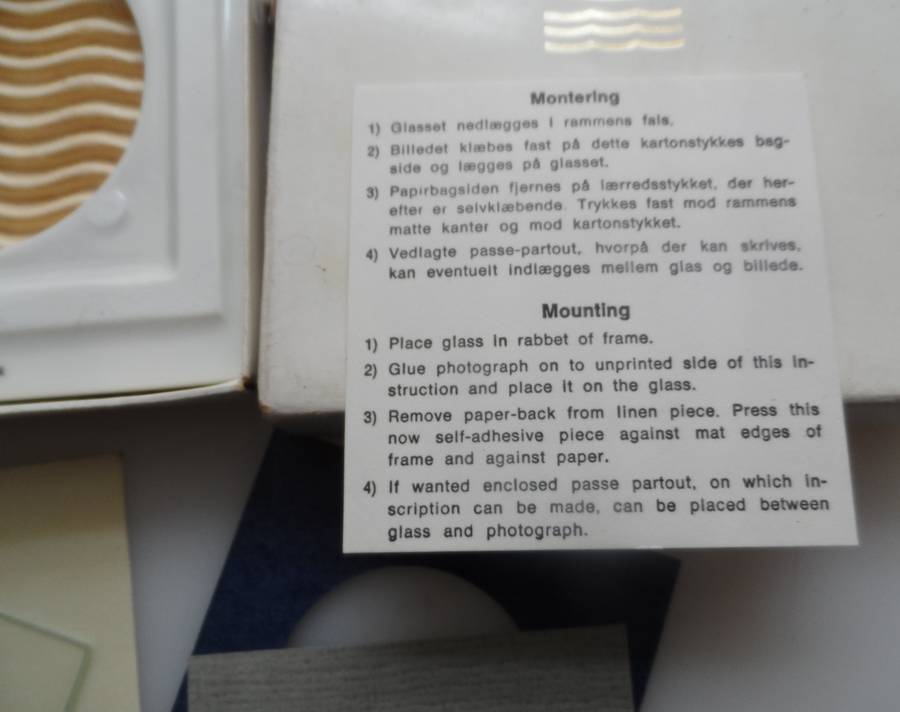 Montering
1) Glasset nedlægges i rammens fals.
2) Billedet klæbes fast på dette kartonstykkes bag-
side og lægges på glasset.
3) Papirbagsiden fjernes på lærredsstykket, der her-
efter er selvklæbende. Trykkes fast mod rammens
matte kanter og mod kartonstykket.
4) Vedlagte passe-partout, hvorpå der kan skrives,
kan eventuelt indlægges mellem glas og billede.
Mounting
1) Place glass in rabbet of frame.
2) Glue photograph on to unprinted side of this in-
struction and place it on the glass.
3) Remove paper-back from linen piece. Press this
now self-adhesive piece against mat edges of
frame and against paper.
4) If wanted enclosed passe partout, on which in-
scription can be made, can be placed between
glass and photograph.